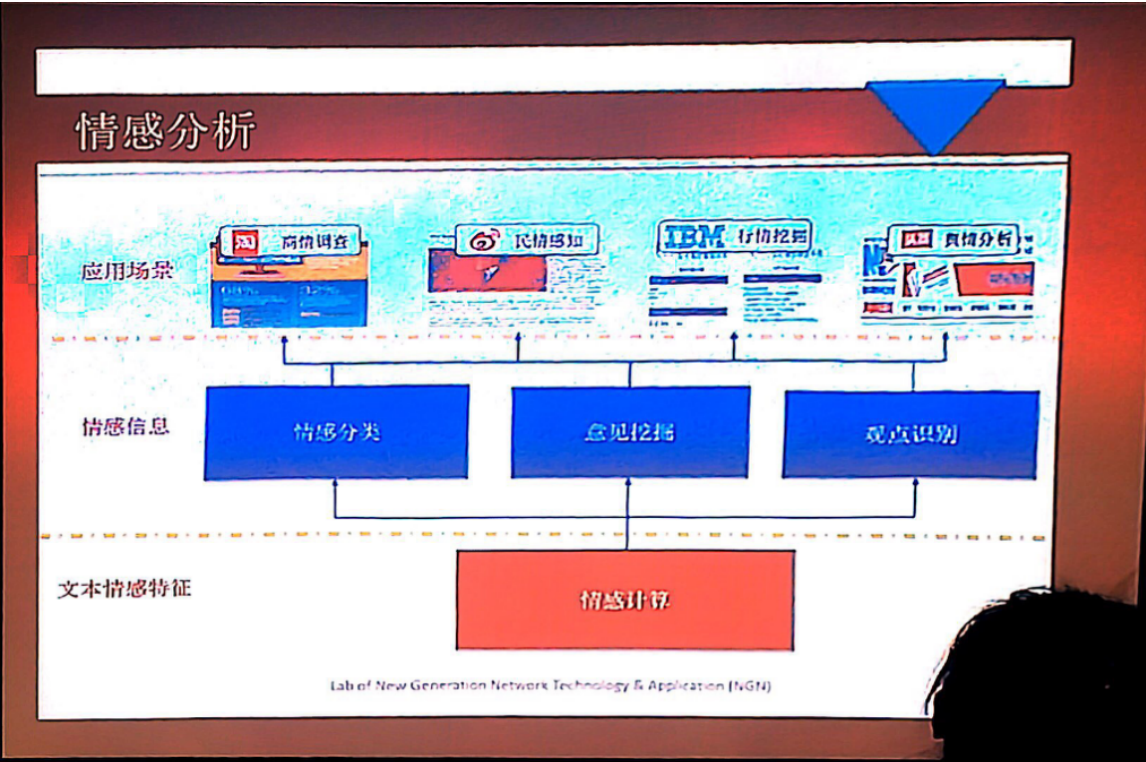 情感分析
应用场景
淘 商情调查
民情感知
IBM 行情挖掘
舆情分析
情感信息
情感分类
意见挖掘
观点识别
文本情感特征
情感计算
Lab of New Generation Network Technology & Application (NGN)